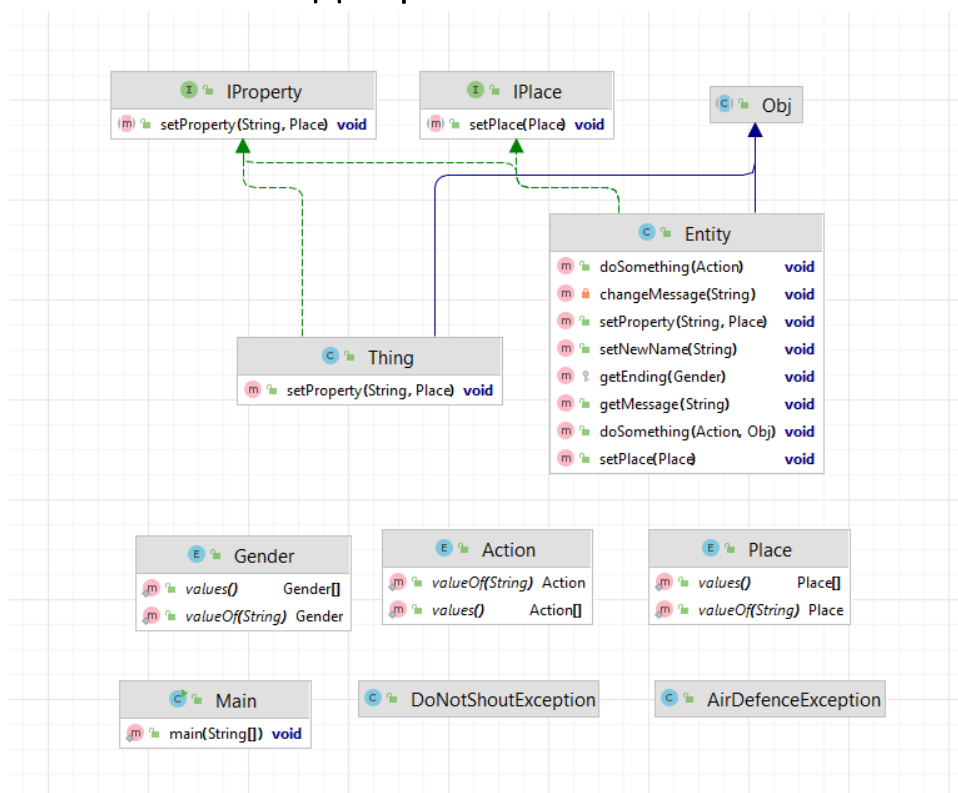 IProperty
setProperty(String, Place) void
IPlace
setPlace(Place) void
Obj
Entity
doSomething(Action) void
changeMessage(String) void
setProperty(String, Place) void
setNewName(String) void
getEnding(Gender) void
getMessage(String) void
doSomething(Action, Obj) void
setPlace(Place) void
Thing
setProperty(String, Place) void
Gender
values() Gender[]
valueOf(String) Gender
Action
valueOf(String) Action
values() Action[]
Place
values() Place[]
valueOf(String) Place
Main
main(String[]) void
DoNotShoutException
AirDefenceException